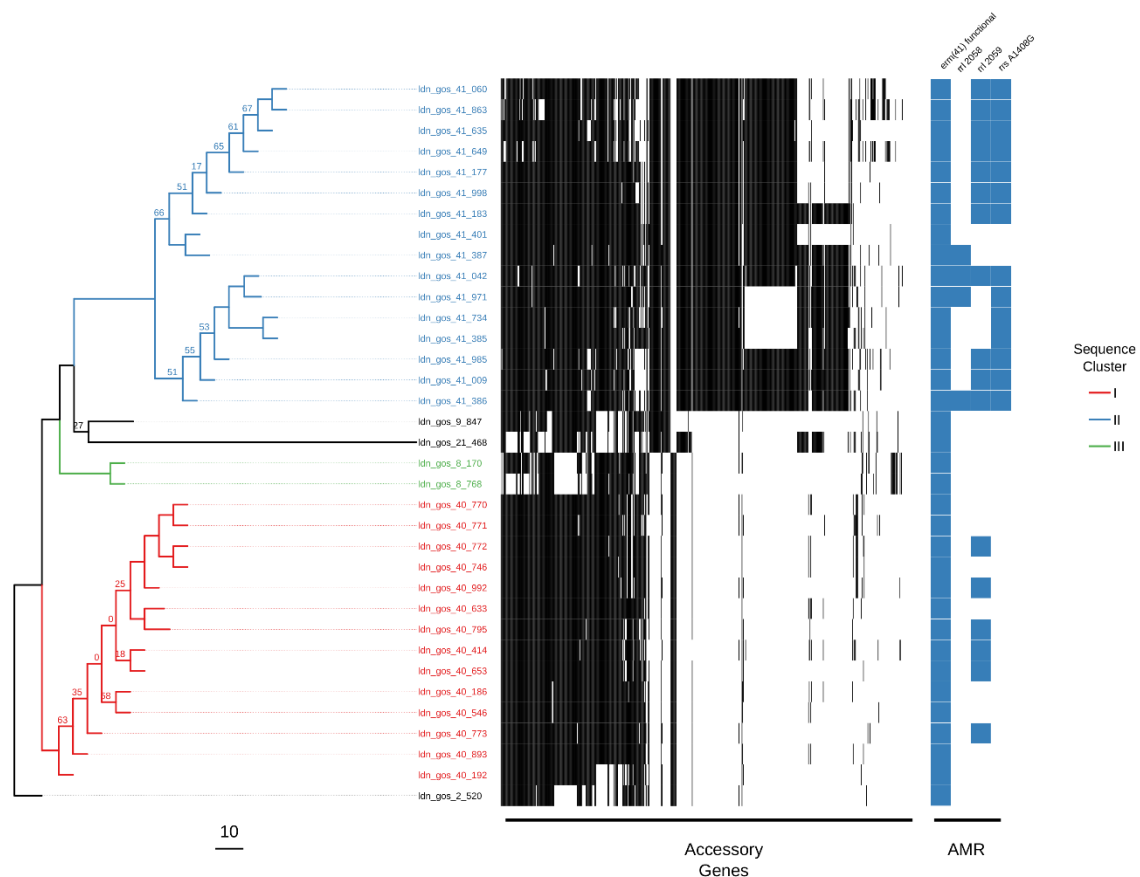 erm(41) functional
rrl 2058
rrl 2059
rrs A1408G
ldn_gos_41_060
67
ldn_gos_41_863
61
ldn_gos_41_635
65
ldn_gos_41_649
17
ldn_gos_41_177
51
ldn_gos_41_998
66
ldn_gos_41_183
ldn_gos_41_401
ldn_gos_41_387
ldn_gos_41_042
ldn_gos_41_971
ldn_gos_41_734
53
ldn_gos_41_385
55
ldn_gos_41_985
51
ldn_gos_41_009
ldn_gos_41_386
27
ldn_gos_9_847
ldn_gos_21_468
ldn_gos_8_170
ldn_gos_8_768
Sequence
Cluster
I
II
III
ldn_gos_40_770
ldn_gos_40_771
ldn_gos_40_772
ldn_gos_40_746
25
ldn_gos_40_992
ldn_gos_40_633
0
ldn_gos_40_795
18
ldn_gos_40_414
0
ldn_gos_40_653
35
58
ldn_gos_40_186
ldn_gos_40_546
63
ldn_gos_40_773
ldn_gos_40_893
ldn_gos_40_192
ldn_gos_2_520
10
Accessory
Genes
AMR